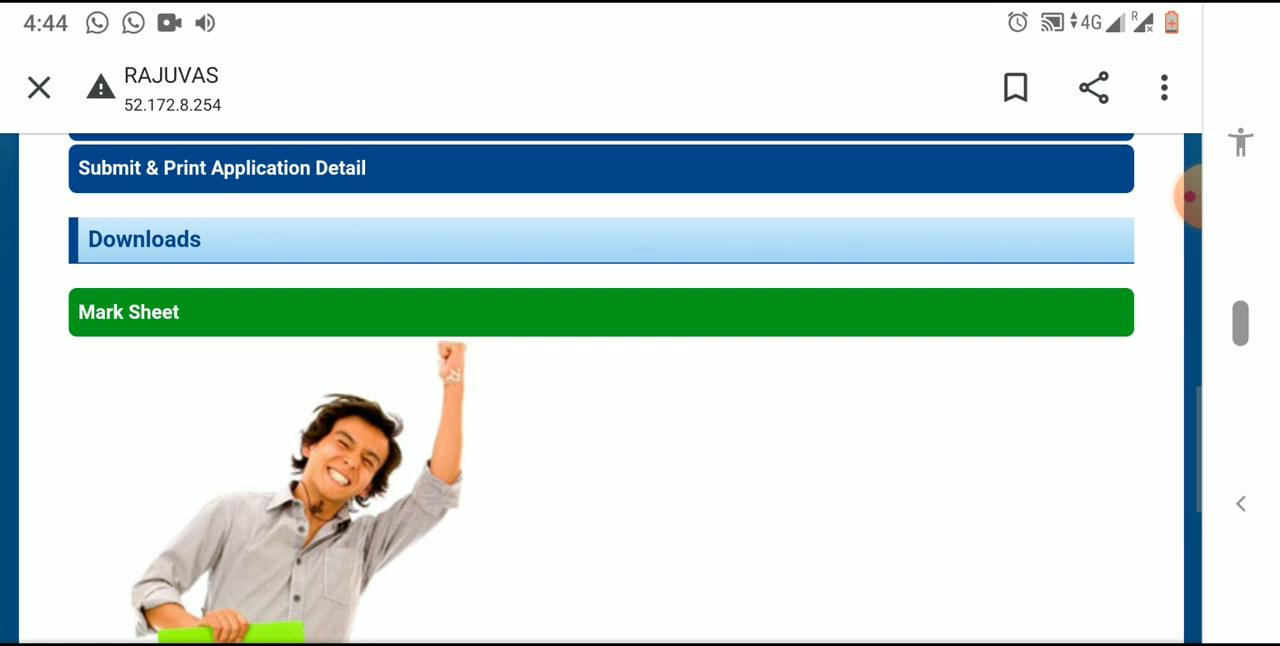 4:44
4G
R
RAJUVAS
52.172.8.254
Submit & Print Application Detail
Downloads
Mark Sheet